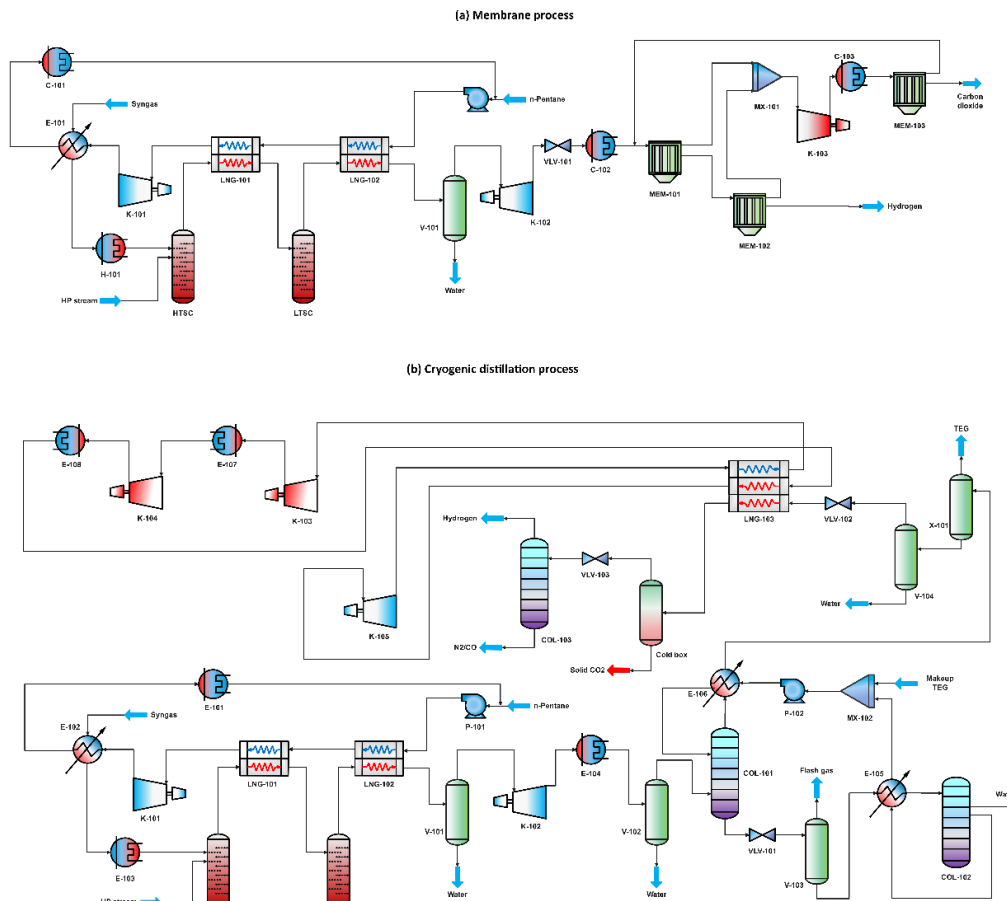 (a) Membrane process
C-101
Syngas
E-101
n-Pentane
C-103
MX-101
Carbon
dioxide
MEM-103
K-103
VLV-101
C-102
LNG-101
LNG-102
K-101
V-101
K-102
MEM-101
Hydrogen
MEM-102
H-101
HP stream
Water
HTSC
LTSC
(b) Cryogenic distillation process
TEG
E-108
E-107
K-104
K-103
LNG-103
VLV-102
X-101
Hydrogen
VLV-103
V-104
Water
K-105
N2/CO
COL-103
Cold box
Solid CO2
E-101
E-106
Makeup
TEG
P-102
MX-102
Syngas
E-102
n-Pentane
P-101
E-104
COL-101
Flash gas
E-105
Wa
LNG-101
LNG-102
K-101
V-101
K-102
V-102
VLV-101
V-103
COL-102
E-103
Water
Water
HP stream